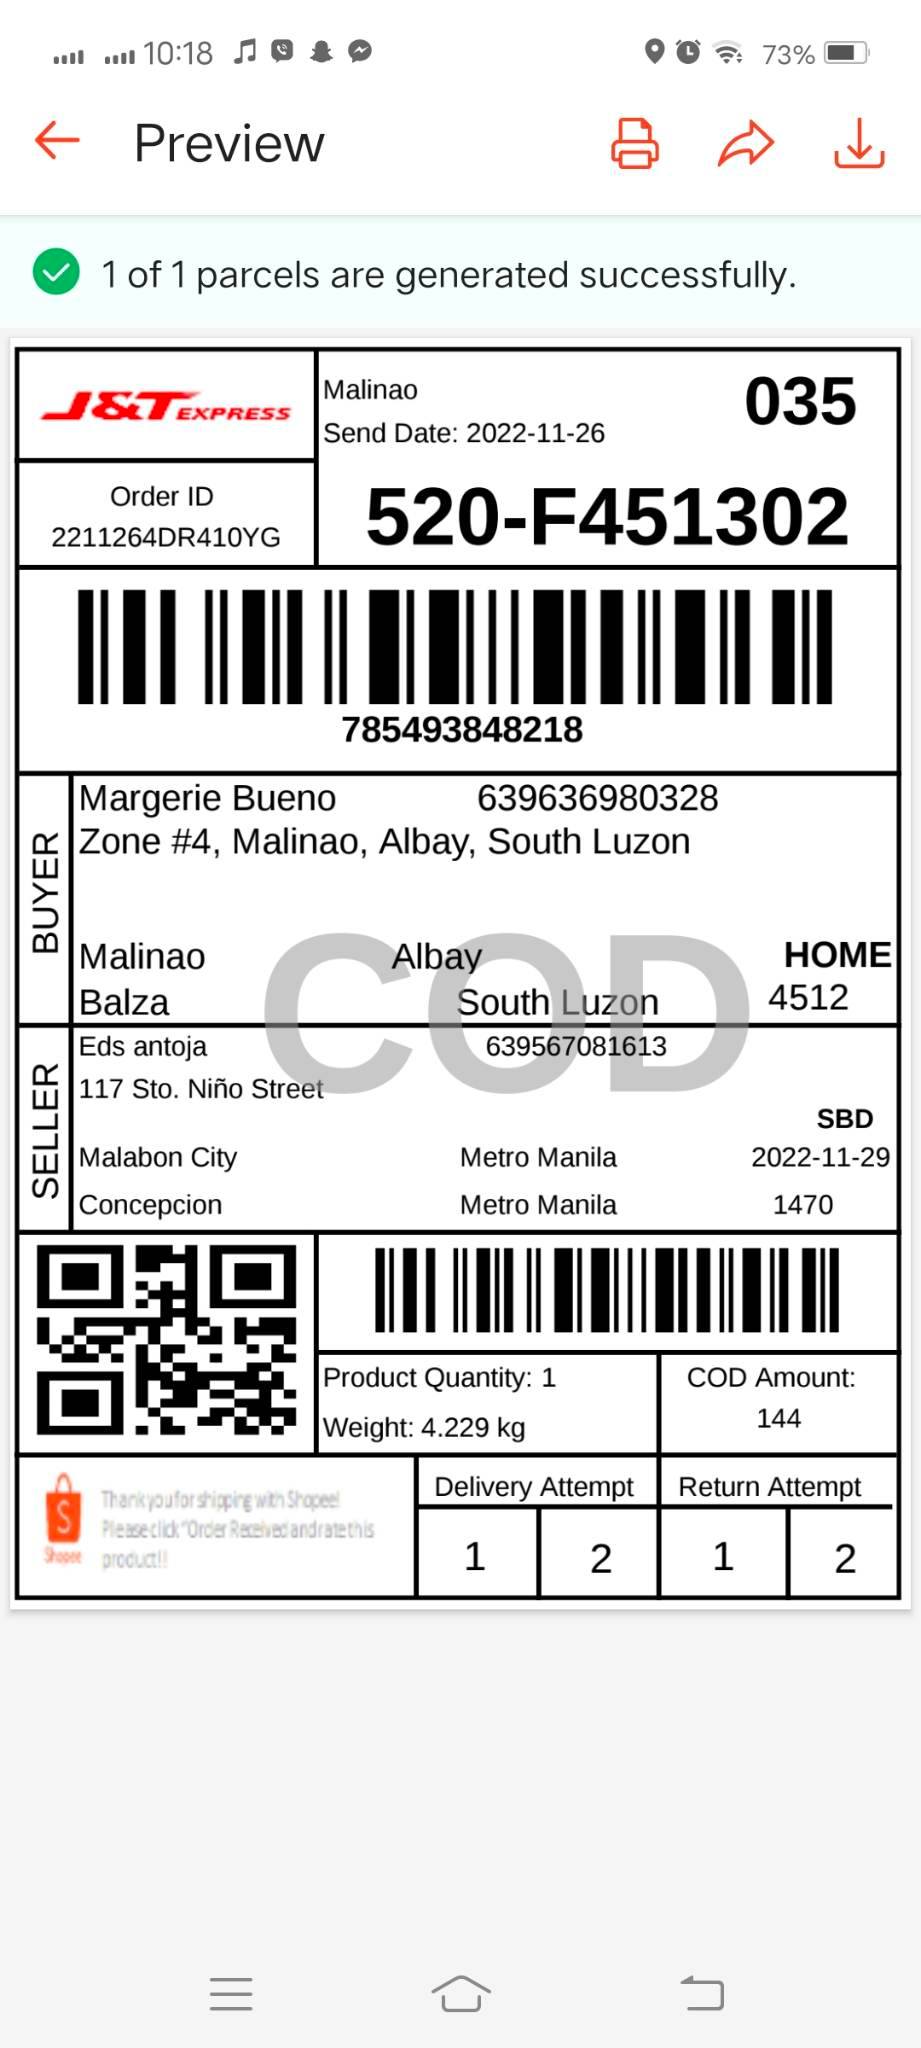 10:18 73%
Preview
1 of 1 parcels are generated successfully.
J&T EXPRESS
Malinao
Send Date: 2022-11-26
035
Order ID
2211264DR410YG
520-F451302
785493848218
BUYER
Margerie Bueno 639636980328
Zone #4, Malinao, Albay, South Luzon
Malinao Albay HOME
Balza South Luzon 4512
COD
SELLER
Eds antoja 639567081613
117 Sto. Niño Street
SBD
Malabon City Metro Manila 2022-11-29
Concepcion Metro Manila 1470
Product Quantity: 1
Weight: 4.229 kg
COD Amount:
144
S
Shopee
Thank you for shipping with Shopee!
Please click "Order Received and rate this
product!!
Delivery Attempt Return Attempt
1 2 1 2